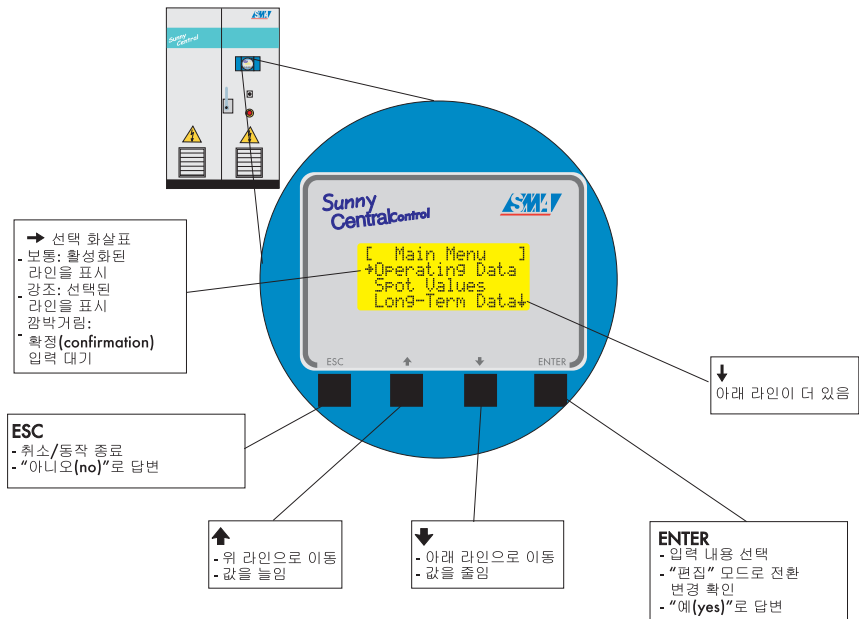 SMA
Sunny
Central
Sunny
CentralControl
SMA
[ Main Menu ]
→Operating Data
Spot Values
Long-Term Data↓
ESC
↑
↓
ENTER
→ 선택 화살표
- 보통: 활성화된
라인을 표시
- 강조: 선택된
라인을 표시
깜박거림:
- 확정(confirmation)
입력 대기
↓
아래 라인이 더 있음
ESC
- 취소/동작 종료
- “아니오(no)”로 답변
↑
- 위 라인으로 이동
- 값을 늘임
↓
- 아래 라인으로 이동
- 값을 줄임
ENTER
- 입력 내용 선택
- “편집” 모드로 전환
변경 확인
- “예(yes)”로 답변